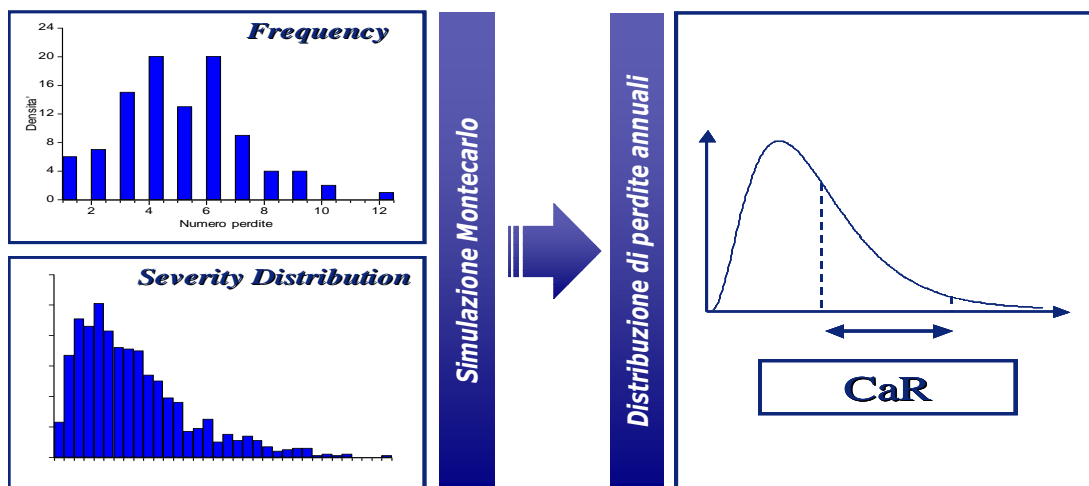 Frequency
24
20
16
12
8
4
0
Densita'
2 4 6 8 10 12
Numero perdite
Severity Distribution
Simulazione Montecarlo
Distribuzione di perdite annuali
CaR